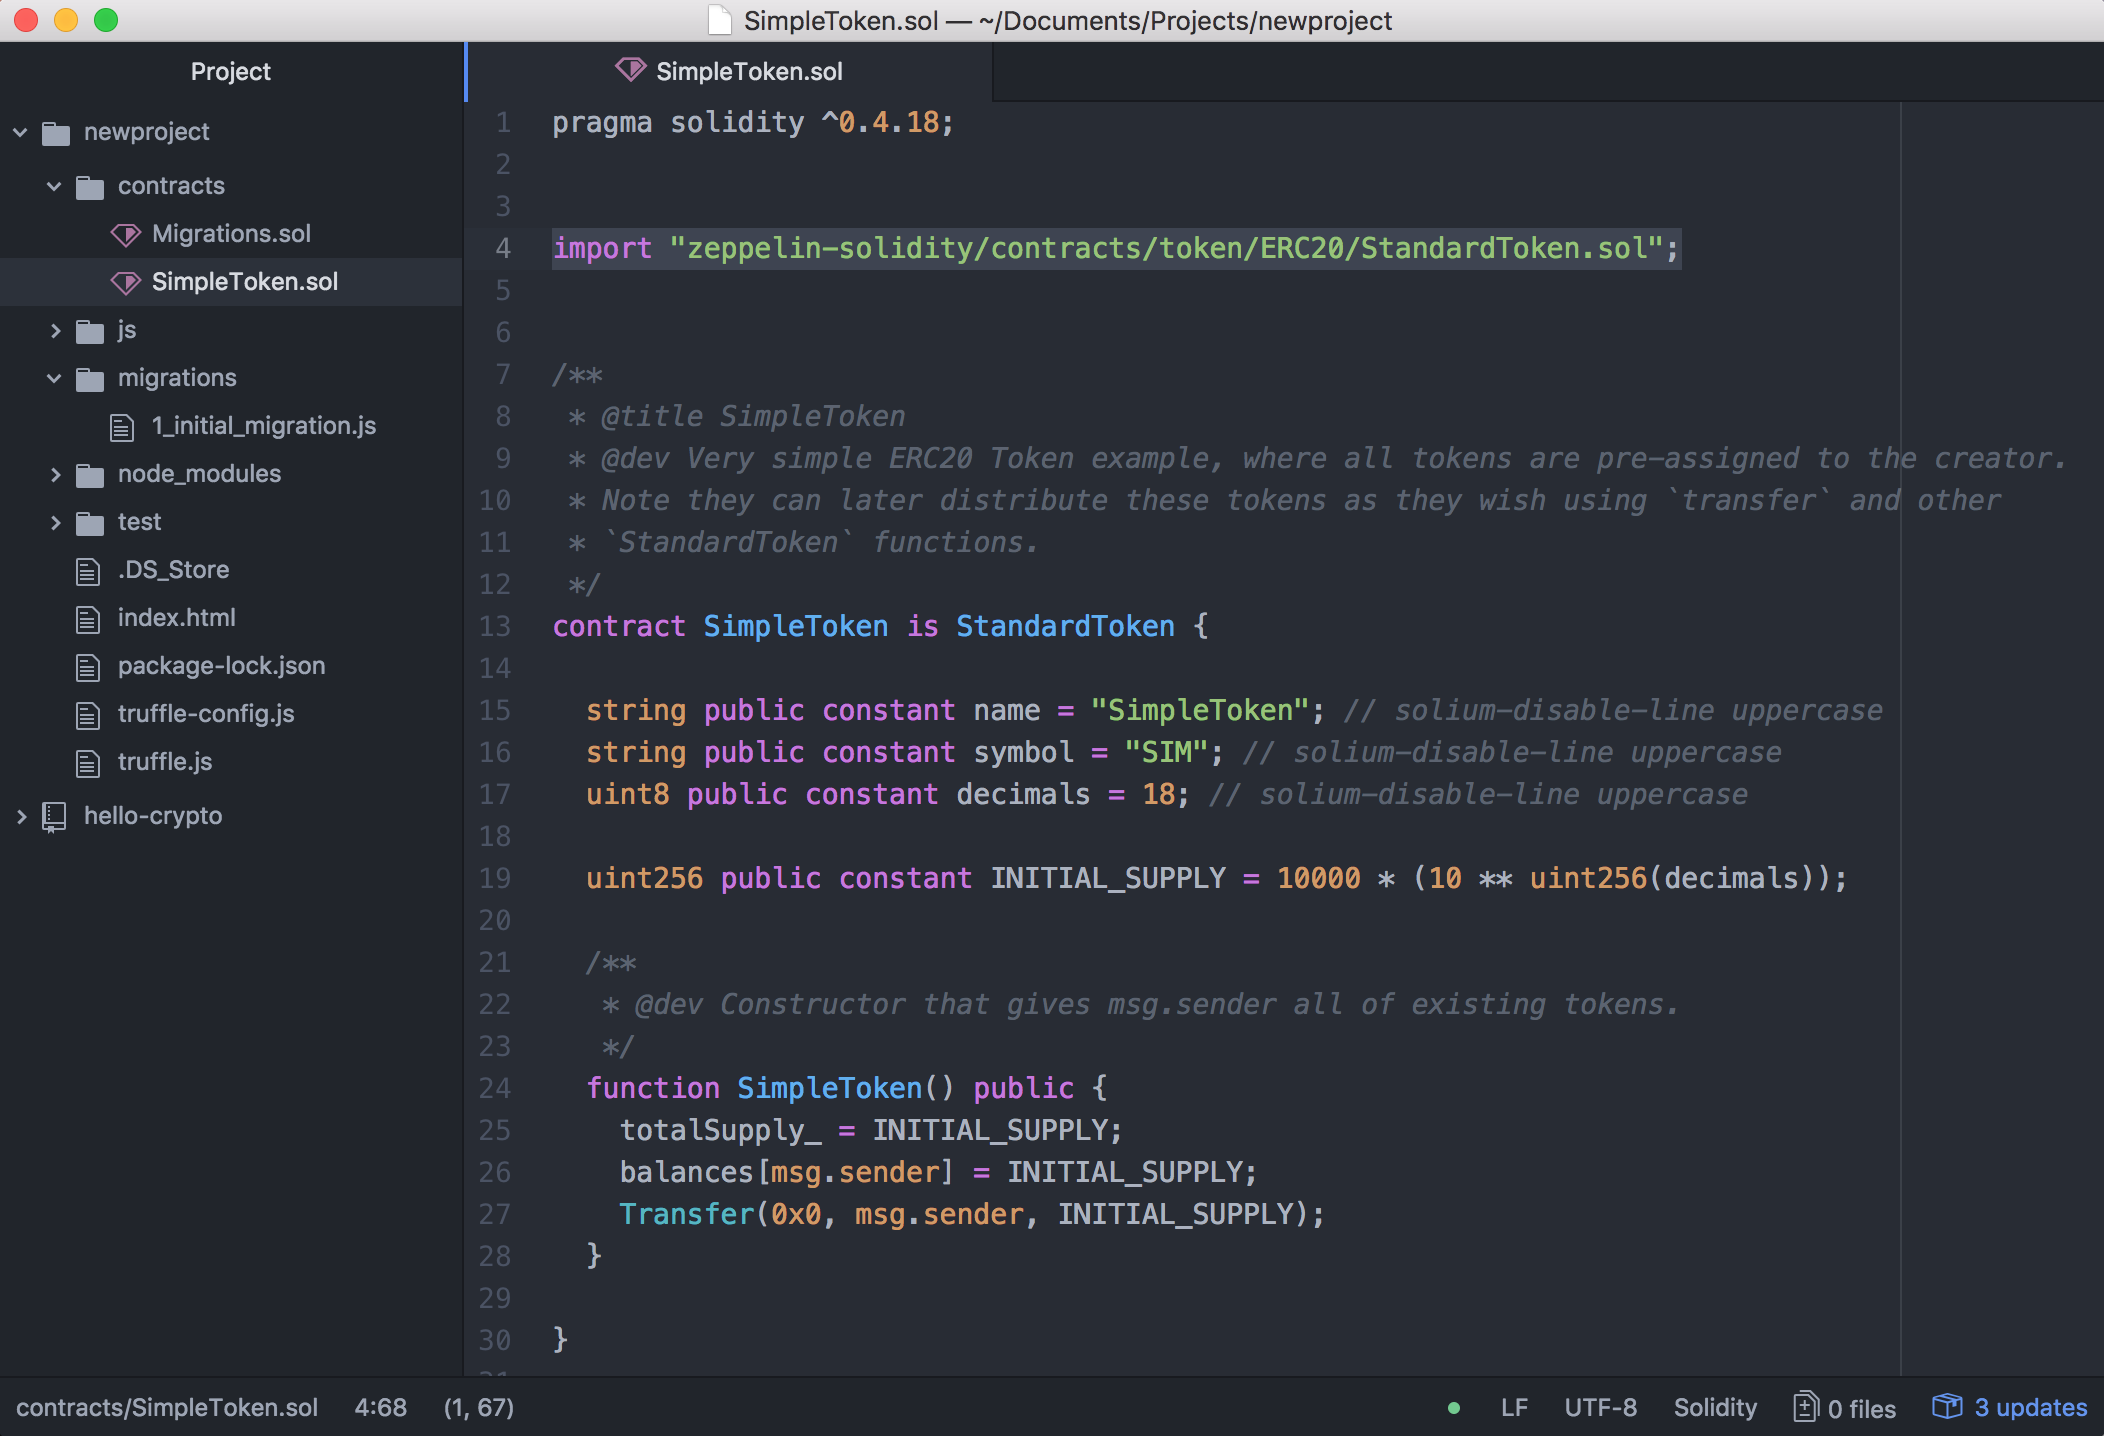 SimpleToken.sol — ~/Documents/Projects/newproject
Project
newproject
contracts
Migrations.sol
SimpleToken.sol
js
migrations
1_initial_migration.js
node_modules
test
.DS_Store
index.html
package-lock.json
truffle-config.js
truffle.js
hello-crypto
SimpleToken.sol
1 pragma solidity ^0.4.18;
2
3
4 import "zeppelin-solidity/contracts/token/ERC20/StandardToken.sol";
5
6
7 /**
8  * @title SimpleToken
9  * @dev Very simple ERC20 Token example, where all tokens are pre-assigned to the creator.
10  * Note they can later distribute these tokens as they wish using `transfer` and other
11  * `StandardToken` functions.
12  */
13 contract SimpleToken is StandardToken {
14
15   string public constant name = "SimpleToken"; // solium-disable-line uppercase
16   string public constant symbol = "SIM"; // solium-disable-line uppercase
17   uint8 public constant decimals = 18; // solium-disable-line uppercase
18
19   uint256 public constant INITIAL_SUPPLY = 10000 * (10 ** uint256(decimals));
20
21   /**
22    * @dev Constructor that gives msg.sender all of existing tokens.
23    */
24   function SimpleToken() public {
25     totalSupply_ = INITIAL_SUPPLY;
26     balances[msg.sender] = INITIAL_SUPPLY;
27     Transfer(0x0, msg.sender, INITIAL_SUPPLY);
28   }
29
30 }
contracts/SimpleToken.sol 4:68 (1, 67) LF UTF-8 Solidity 0 files 3 updates